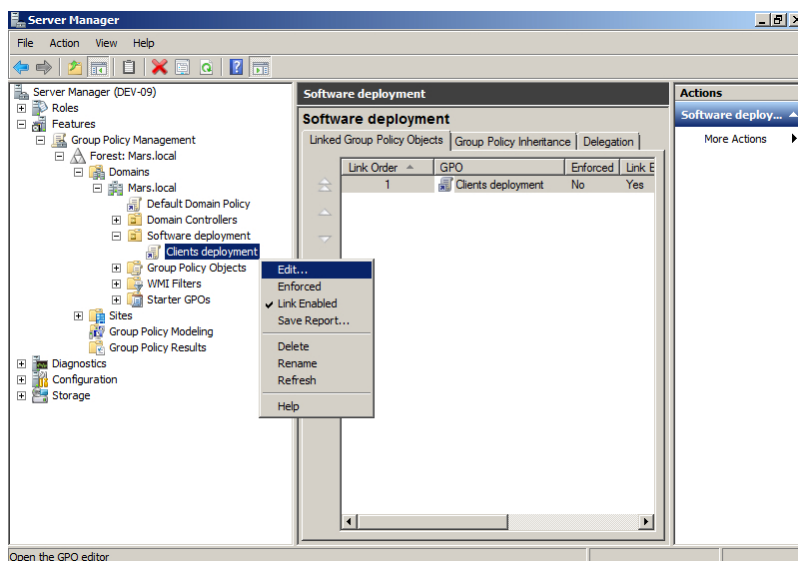 Server Manager
File Action View Help
Server Manager (DEV-09)
Roles
Features
Group Policy Management
Forest: Mars.local
Domains
Mars.local
Default Domain Policy
Domain Controllers
Software deployment
Clients deployment
Group Policy Objects
WMI Filters
Starter GPOs
Sites
Group Policy Modeling
Group Policy Results
Diagnostics
Configuration
Storage
Edit...
Enforced
Link Enabled
Save Report...
Delete
Rename
Refresh
Help
Software deployment
Software deployment
Linked Group Policy Objects Group Policy Inheritance Delegation
Link Order GPO Enforced Link E
1 Clients deployment No Yes
Actions
Software deploy...
More Actions
Open the GPO editor